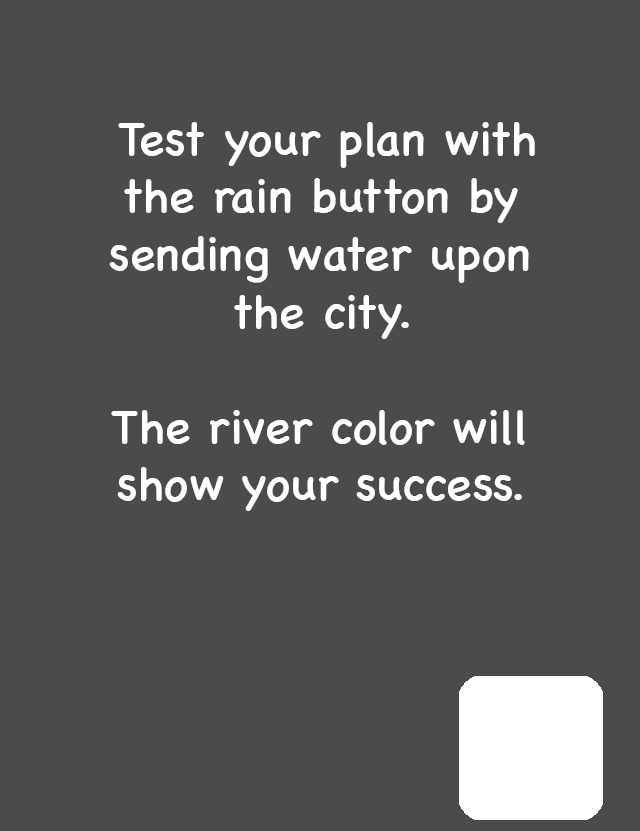 Test your plan with
the rain button by
sending water upon
the city.
The river color will
show your success.